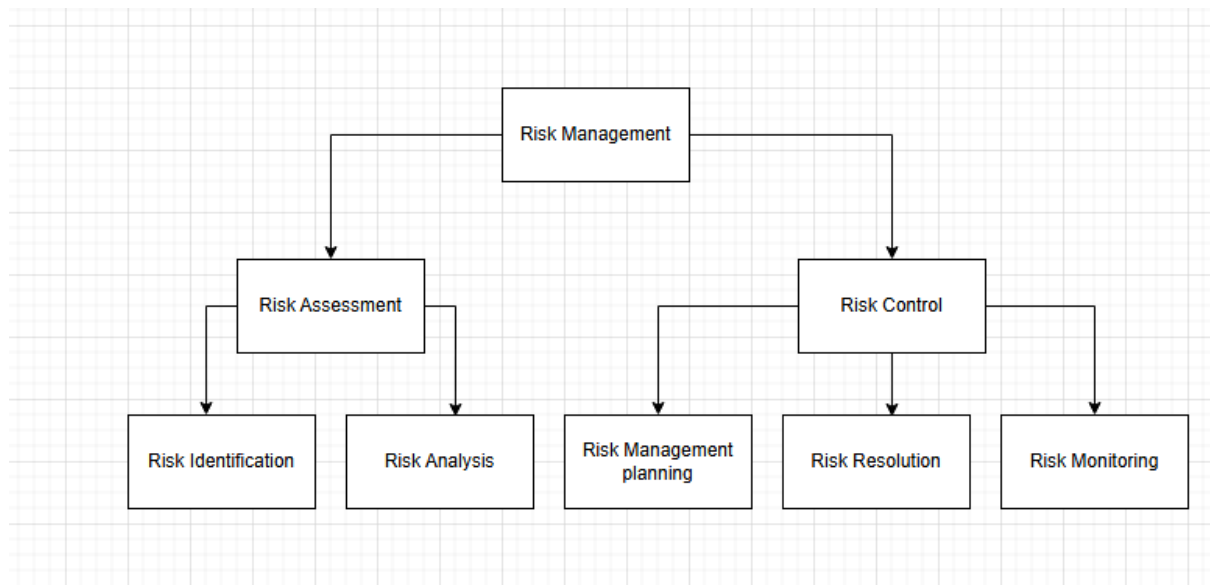 Risk Management
Risk Assessment
Risk Control
Risk Identification
Risk Analysis
Risk Management
planning
Risk Resolution
Risk Monitoring